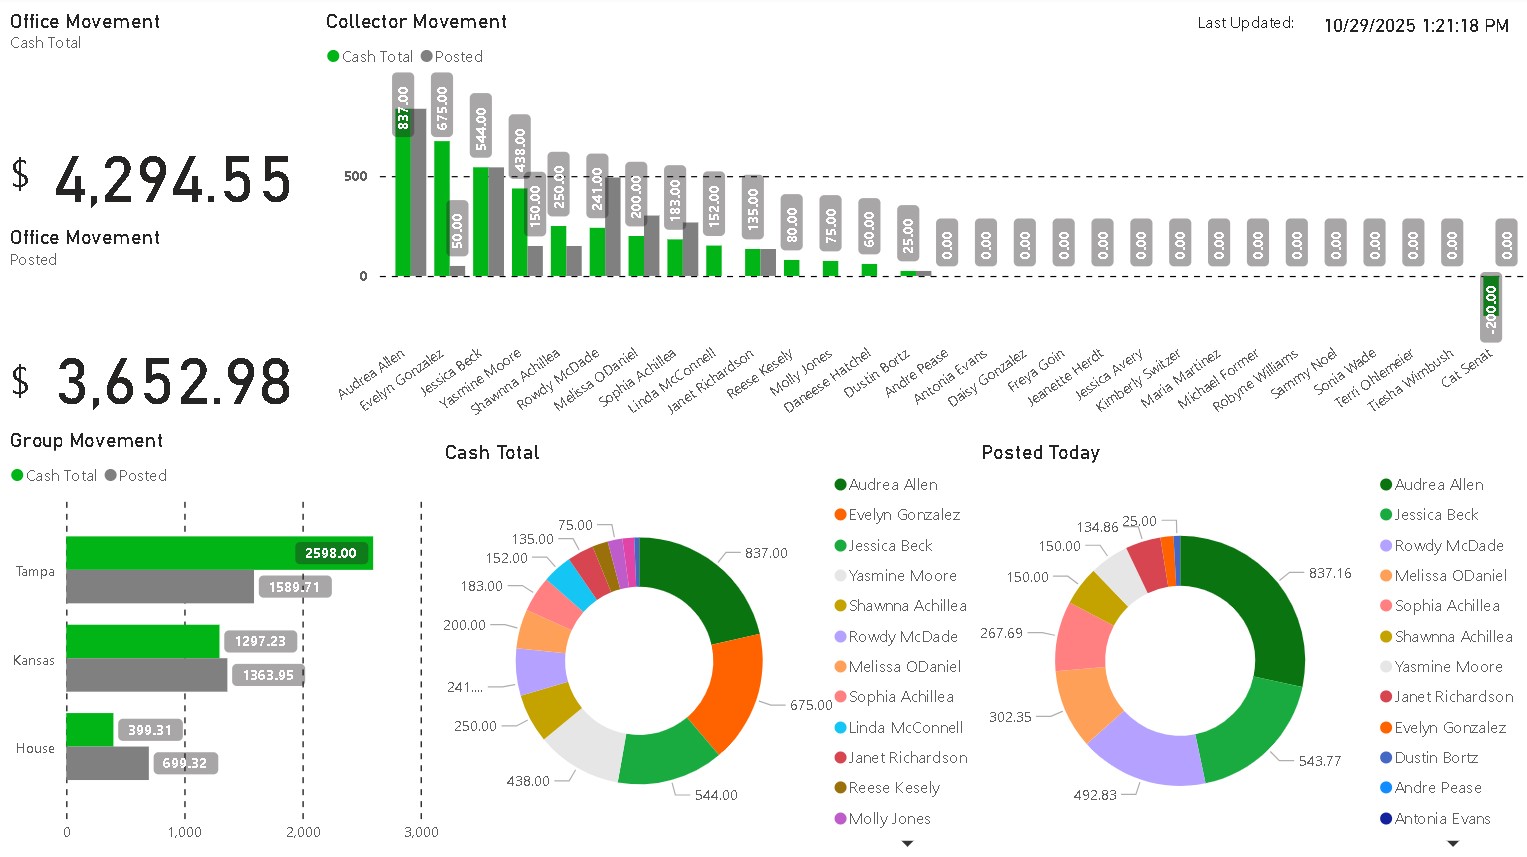 Office Movement
Cash Total
$ 4,294.55
Office Movement
Posted
$ 3,652.98
Collector Movement
Cash Total Posted
Last Updated: 10/29/2025 1:21:18 PM
500
0
837.00
675.00
50.00
544.00
438.00
150.00
250.00
241.00
200.00
183.00
152.00
135.00
80.00
75.00
60.00
25.00
0.00
0.00
0.00
0.00
0.00
0.00
0.00
0.00
0.00
0.00
0.00
0.00
0.00
0.00
-200.00
0.00
Audrea Allen
Evelyn Gonzalez
Jessica Beck
Yasmine Moore
Shawnna Achillea
Rowdy McDade
Melissa ODaniel
Sophia Achillea
Linda McConnell
Janet Richardson
Reese Kesely
Molly Jones
Daneese Hatchel
Dustin Bortz
Andre Pease
Antonia Evans
Daisy Gonzalez
Freya Goin
Jeanette Herdt
Jessica Avery
Kimberly Switzer
Maria Martinez
Michael Former
Robyne Williams
Sammy Noel
Sonia Wade
Terri Ohlemeier
Tiesha Wimbush
Cat Senat
Group Movement
Cash Total Posted
Tampa
2598.00
1589.71
Kansas
1297.23
1363.95
House
399.31
699.32
0 1,000 2,000 3,000
Cash Total
837.00
675.00
544.00
438.00
250.00
241....
200.00
183.00
152.00
135.00
75.00
Audrea Allen
Evelyn Gonzalez
Jessica Beck
Yasmine Moore
Shawnna Achillea
Rowdy McDade
Melissa ODaniel
Sophia Achillea
Linda McConnell
Janet Richardson
Reese Kesely
Molly Jones
Posted Today
837.16
543.77
492.83
302.35
267.69
150.00
150.00
134.86
25.00
Audrea Allen
Jessica Beck
Rowdy McDade
Melissa ODaniel
Sophia Achillea
Shawnna Achillea
Yasmine Moore
Janet Richardson
Evelyn Gonzalez
Dustin Bortz
Andre Pease
Antonia Evans